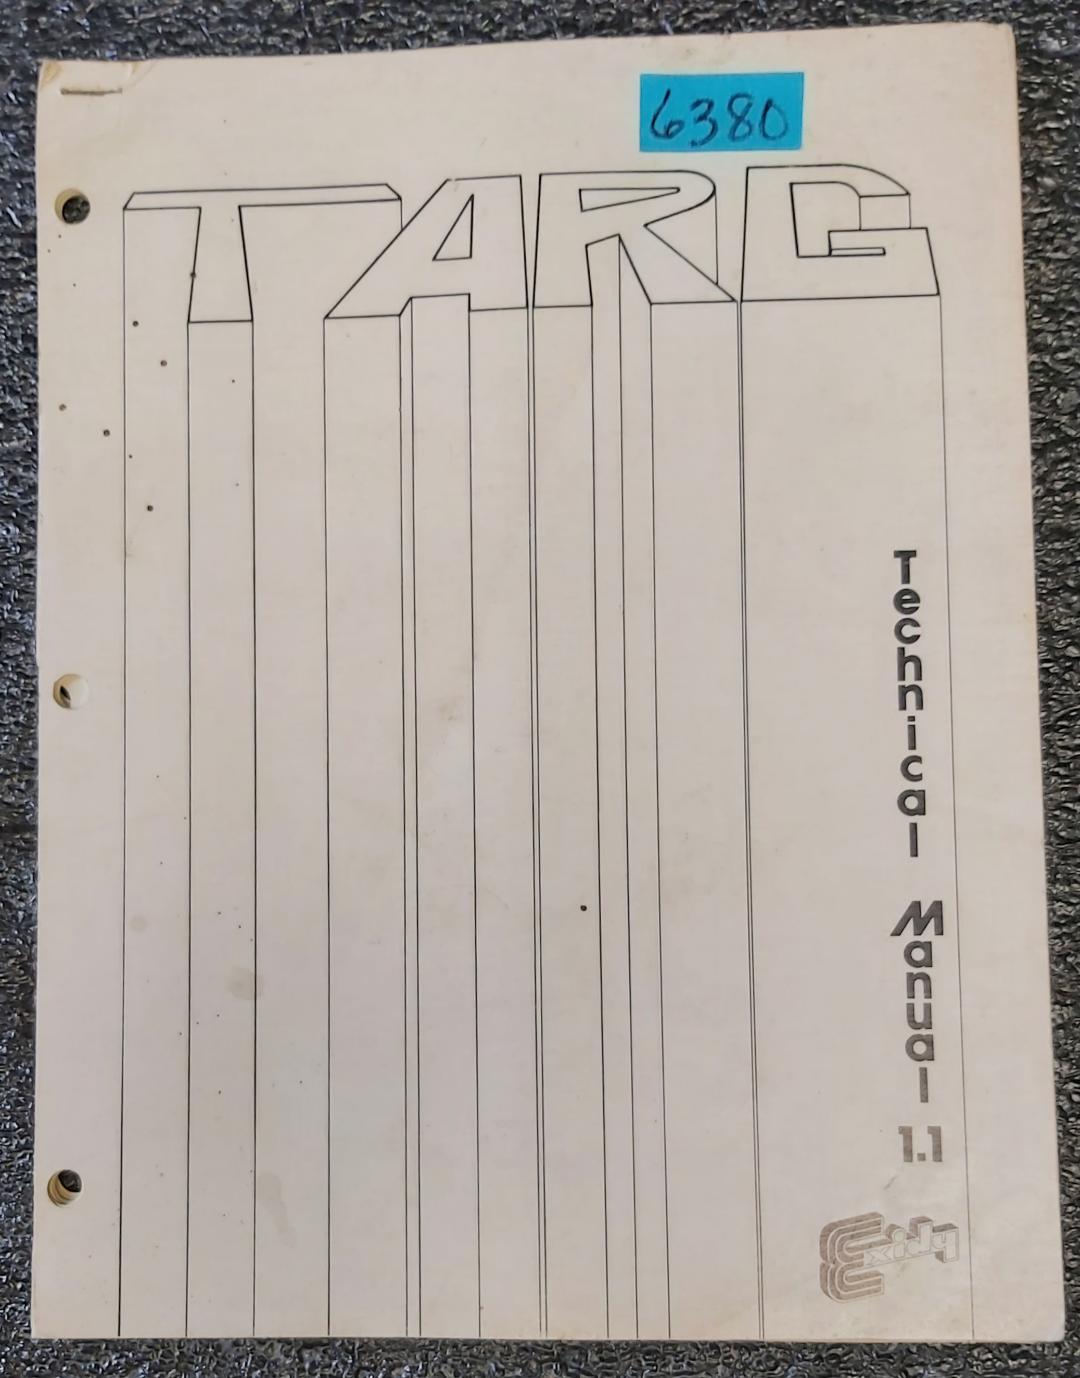 6380
TARG
Technical Manual 1.1
Exidy